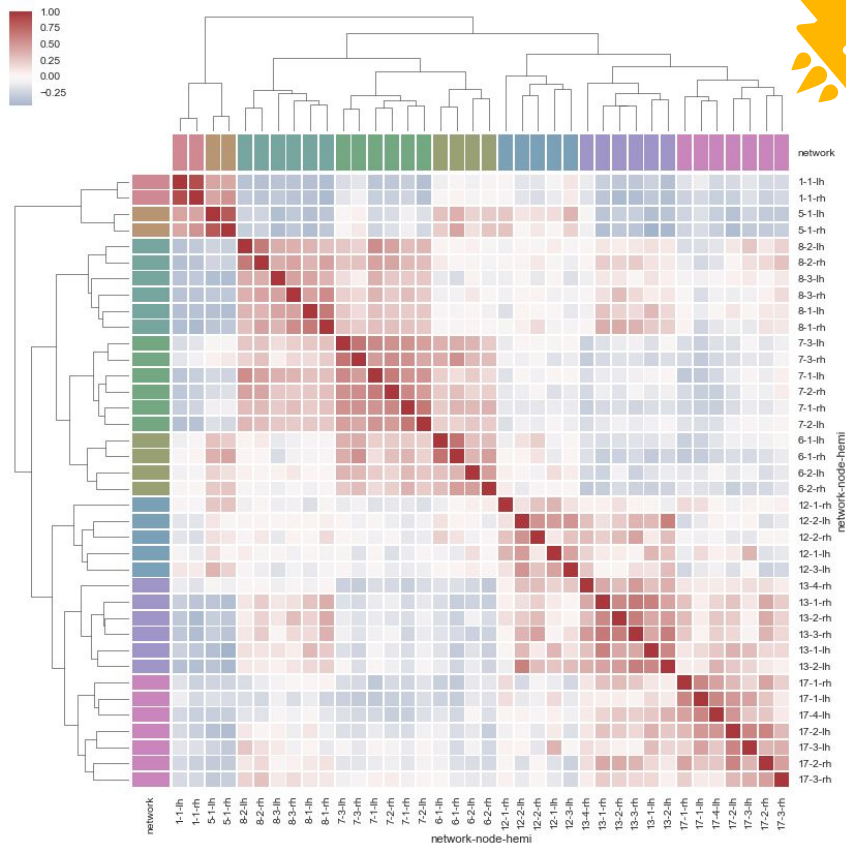 1.00
0.75
0.50
0.25
0.00
−0.25
network
1-1-lh
1-1-rh
5-1-lh
5-1-rh
8-2-lh
8-2-rh
8-3-lh
8-3-rh
8-1-lh
8-1-rh
7-3-lh
7-3-rh
7-1-lh
7-2-rh
7-1-rh
7-2-lh
6-1-lh
6-1-rh
6-2-lh
6-2-rh
12-1-rh
12-2-lh
12-2-rh
12-1-lh
12-3-lh
13-4-rh
13-1-rh
13-2-rh
13-3-rh
13-1-lh
13-2-lh
17-1-rh
17-1-lh
17-4-lh
17-2-lh
17-3-lh
17-2-rh
17-3-rh
network-node-hemi
network
1-1-lh
1-1-rh
5-1-lh
5-1-rh
8-2-lh
8-2-rh
8-3-lh
8-3-rh
8-1-lh
8-1-rh
7-3-lh
7-3-rh
7-1-lh
7-2-rh
7-1-rh
7-2-lh
6-1-lh
6-1-rh
6-2-lh
6-2-rh
12-1-rh
12-2-lh
12-2-rh
12-1-lh
12-3-lh
13-4-rh
13-1-rh
13-2-rh
13-3-rh
13-1-lh
13-2-lh
17-1-rh
17-1-lh
17-4-lh
17-2-lh
17-3-lh
17-2-rh
17-3-rh
network-node-hemi